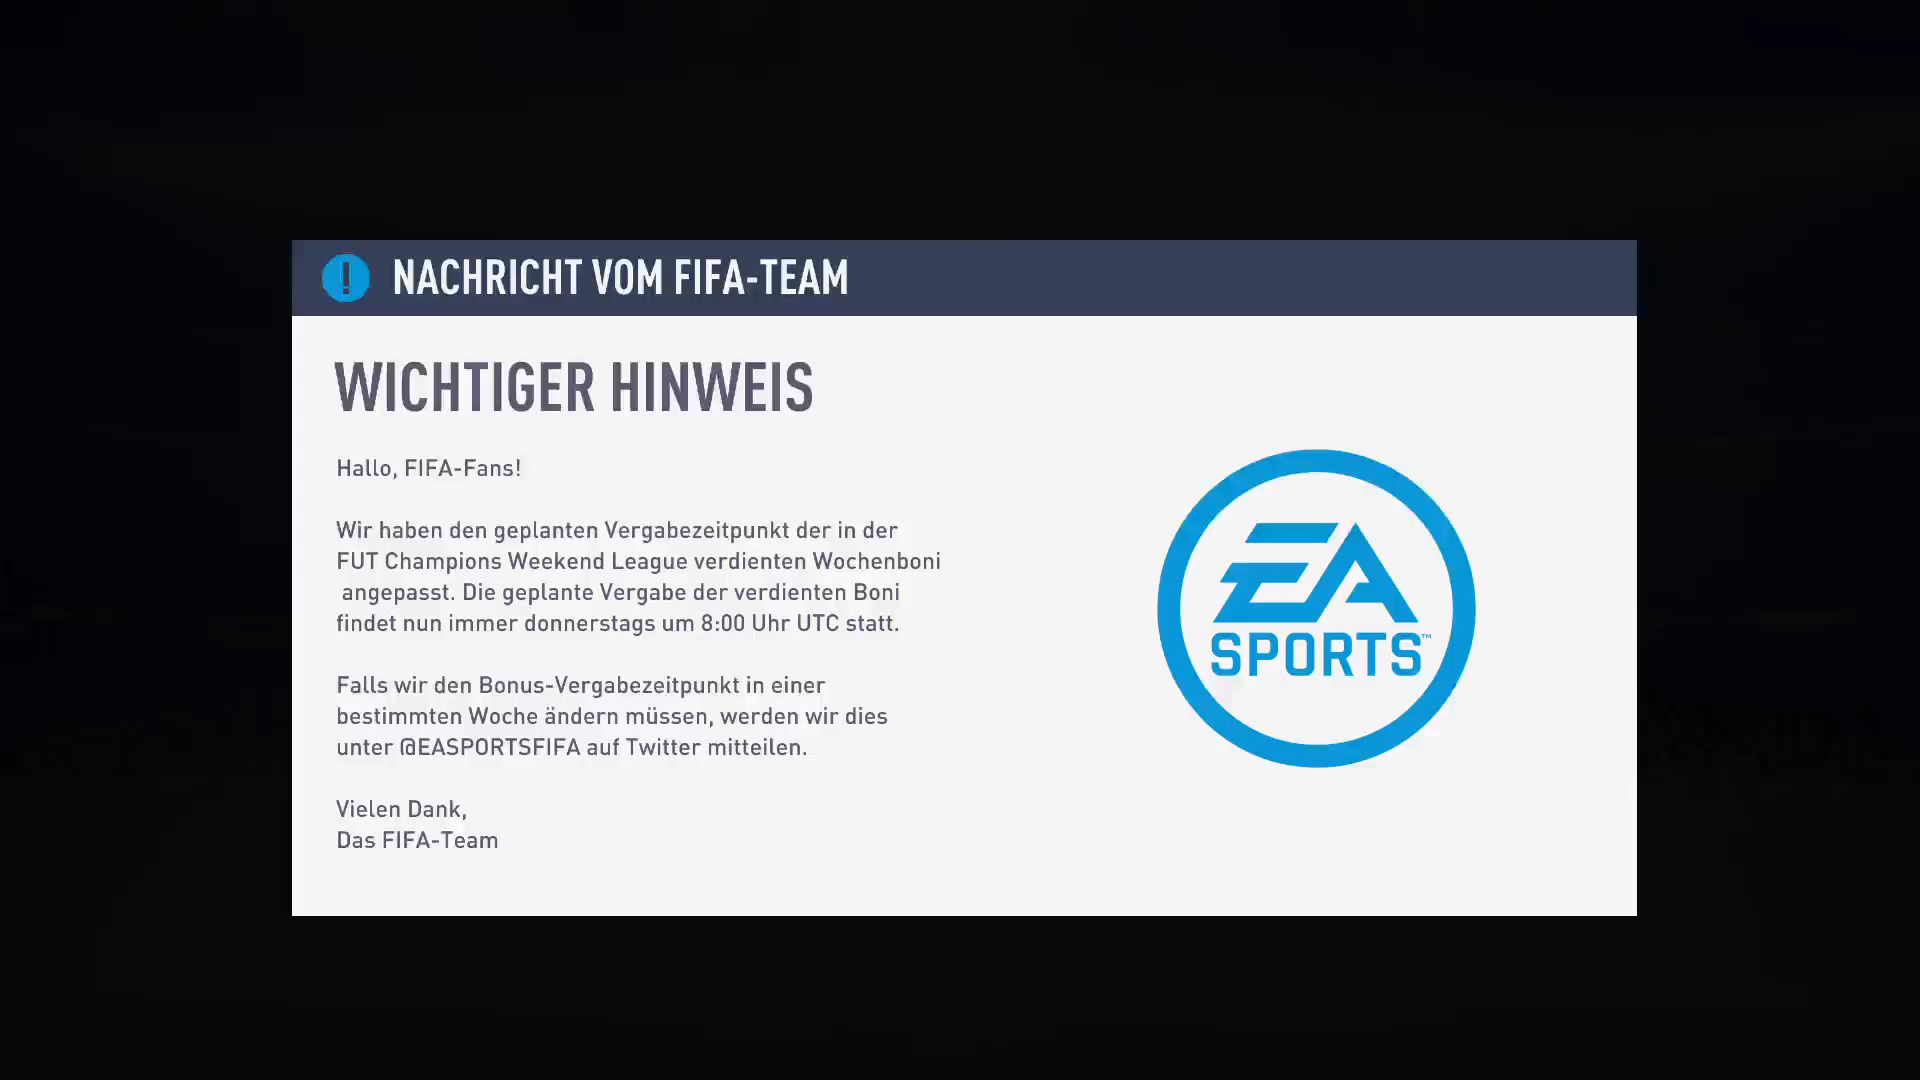 NACHRICHT VOM FIFA-TEAM
WICHTIGER HINWEIS
Hallo, FIFA-Fans!
Wir haben den geplanten Vergabezeitpunkt der in der
FUT Champions Weekend League verdienten Wochenboni
angepasst. Die geplante Vergabe der verdienten Boni
findet nun immer donnerstags um 8:00 Uhr UTC statt.
Falls wir den Bonus-Vergabezeitpunkt in einer
bestimmten Woche ändern müssen, werden wir dies
unter @EASPORTSFIFA auf Twitter mitteilen.
Vielen Dank,
Das FIFA-Team
EA
SPORTS™